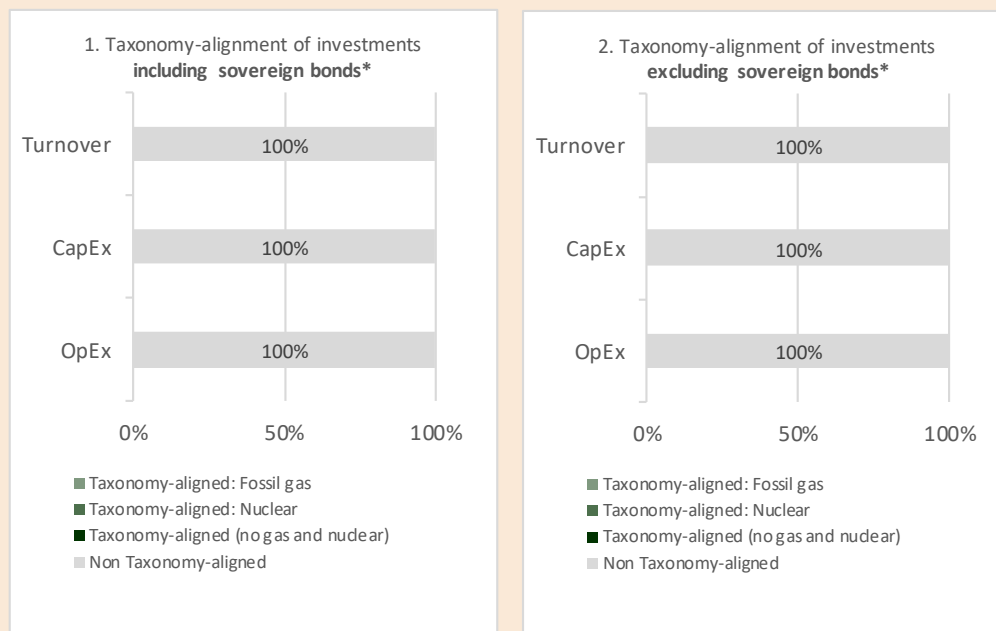 1. Taxonomy-alignment of investments
including sovereign bonds*
Turnover
100%
CapEx
100%
OpEx
100%
0% 50% 100%
Taxonomy-aligned: Fossil gas
Taxonomy-aligned: Nuclear
Taxonomy-aligned (no gas and nuclear)
Non Taxonomy-aligned
2. Taxonomy-alignment of investments
excluding sovereign bonds*
Turnover
100%
CapEx
100%
OpEx
100%
0% 50% 100%
Taxonomy-aligned: Fossil gas
Taxonomy-aligned: Nuclear
Taxonomy-aligned (no gas and nuclear)
Non Taxonomy-aligned